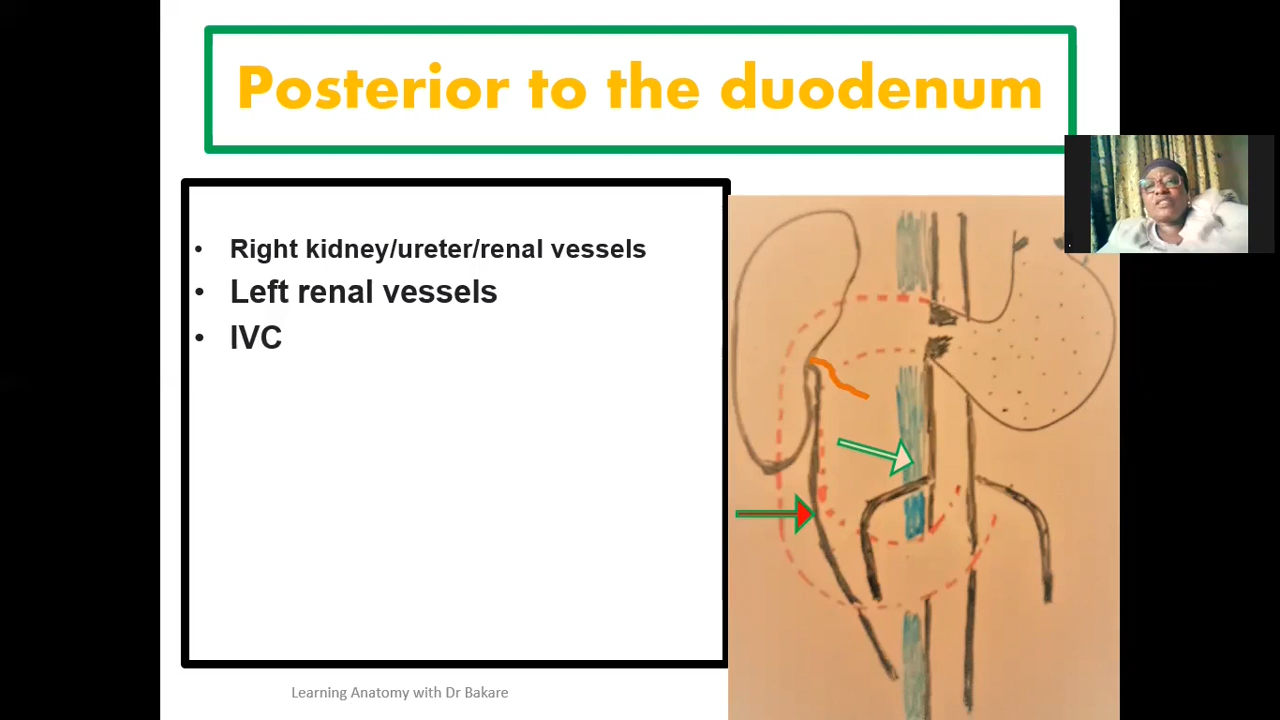 Posterior to the duodenum
• Right kidney/ureter/renal vessels
• Left renal vessels
• IVC
Learning Anatomy with Dr Bakare